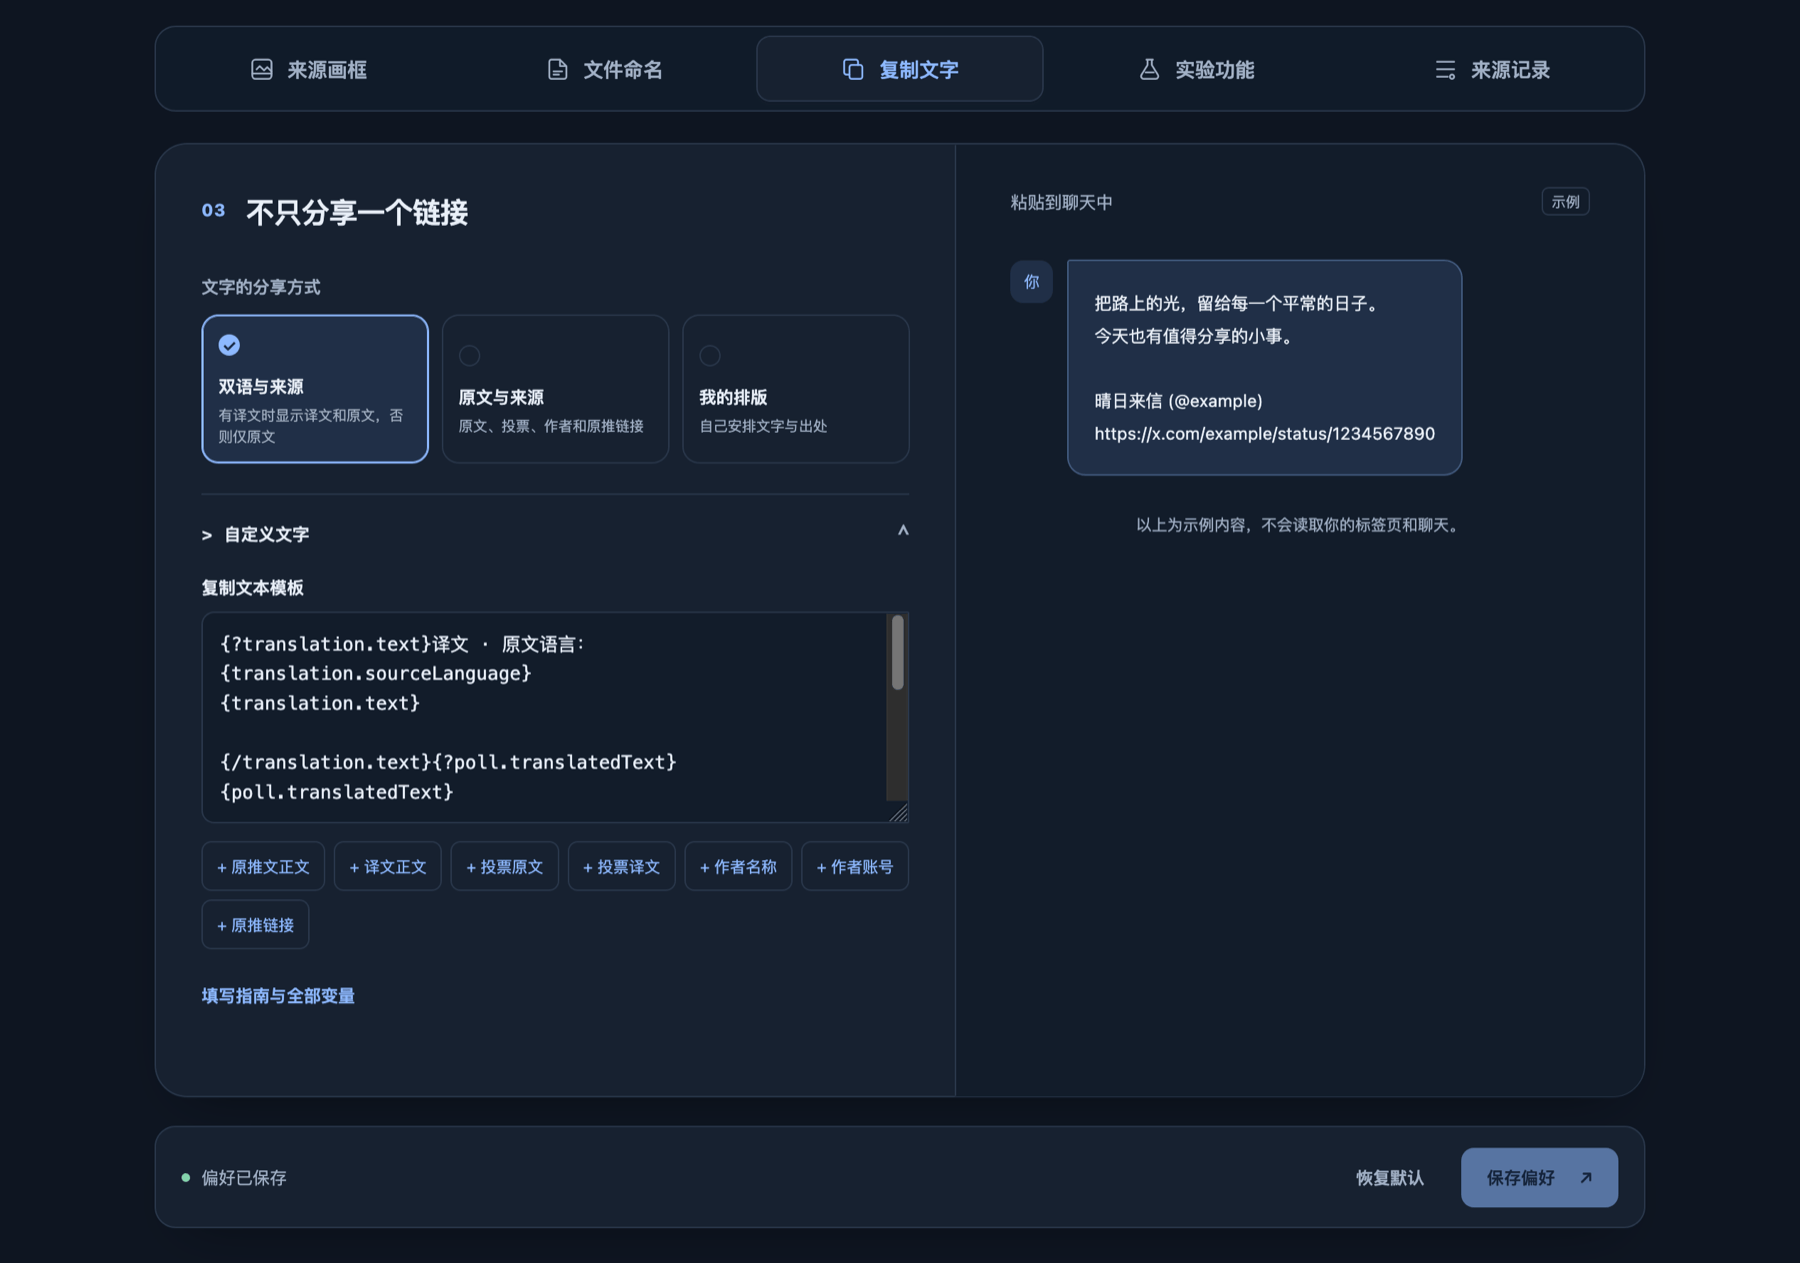 来源画框
文件命名
复制文字
实验功能
来源记录
03 不只分享一个链接
文字的分享方式
双语与来源
有译文时显示译文和原文，否
则仅原文
原文与来源
原文、投票、作者和原推链接
我的排版
自己安排文字与出处
> 自定义文字
复制文本模板
{?translation.text}译文 · 原文语言：
{translation.sourceLanguage}
{translation.text}
{/translation.text}{?poll.translatedText}
{poll.translatedText}
+ 原推文正文
+ 译文正文
+ 投票原文
+ 投票译文
+ 作者名称
+ 作者账号
+ 原推链接
填写指南与全部变量
粘贴到聊天中
示例
你
把路上的光，留给每一个平常的日子。
今天也有值得分享的小事。
晴日来信 (@example)
https://x.com/example/status/1234567890
以上为示例内容，不会读取你的标签页和聊天。
偏好已保存
恢复默认
保存偏好